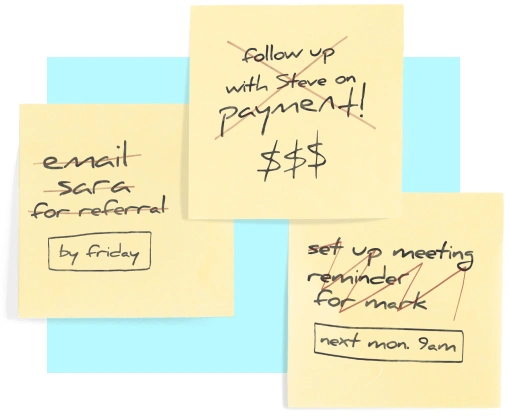 follow up
with Steve on
payment!
$$$
email
sara
for referral
by friday
set up meeting
reminder
for mark
next mon. 9am